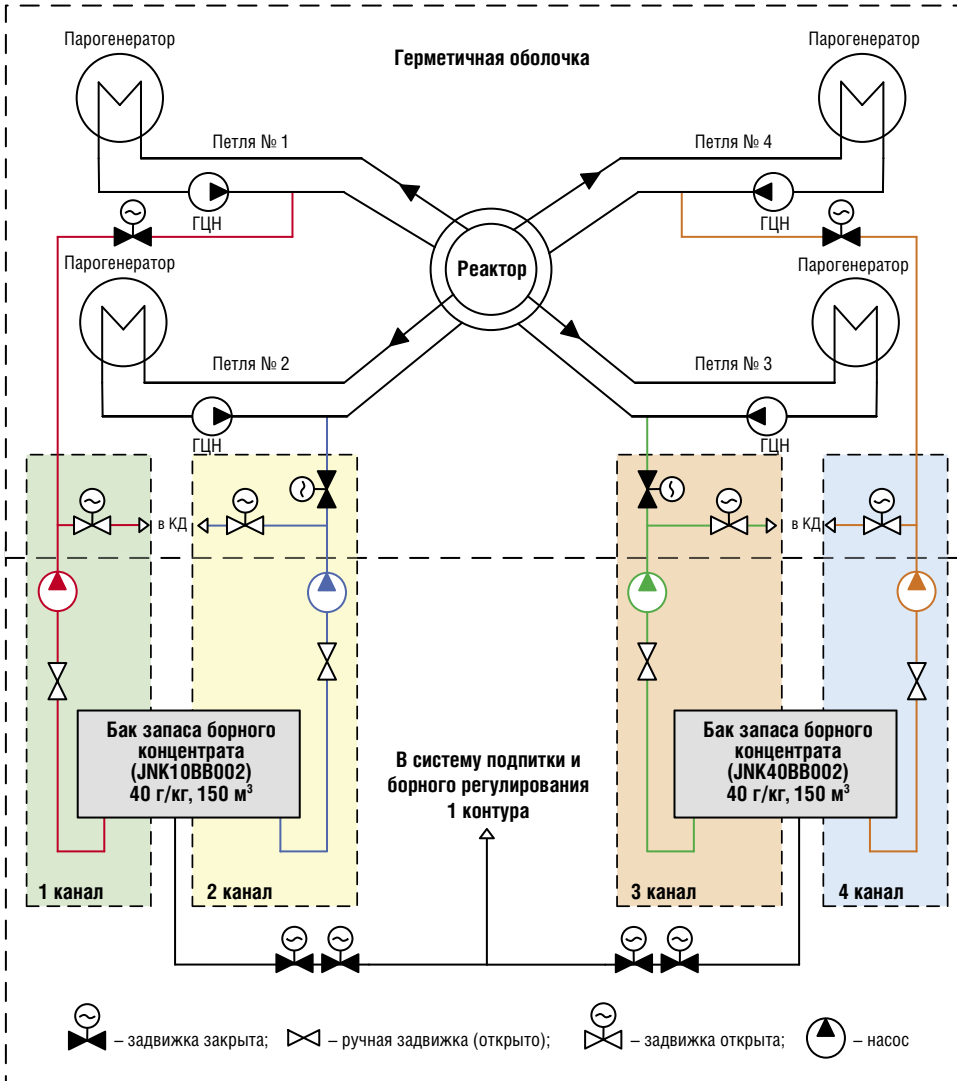 Парогенератор
Парогенератор
Герметичная оболочка
Петля № 1
Петля № 4
ГЦН
ГЦН
Парогенератор
Реактор
Парогенератор
Петля № 2
Петля № 3
ГЦН
ГЦН
в КД
в КД
Бак запаса борного
концентрата
(JNK10BB002)
40 г/кг, 150 м³
В систему подпитки и
борного регулирования
1 контура
Бак запаса борного
концентрата
(JNK40BB002)
40 г/кг, 150 м³
1 канал
2 канал
3 канал
4 канал
– задвижка закрыта;
– ручная задвижка (открыто);
– задвижка открыта;
– насос